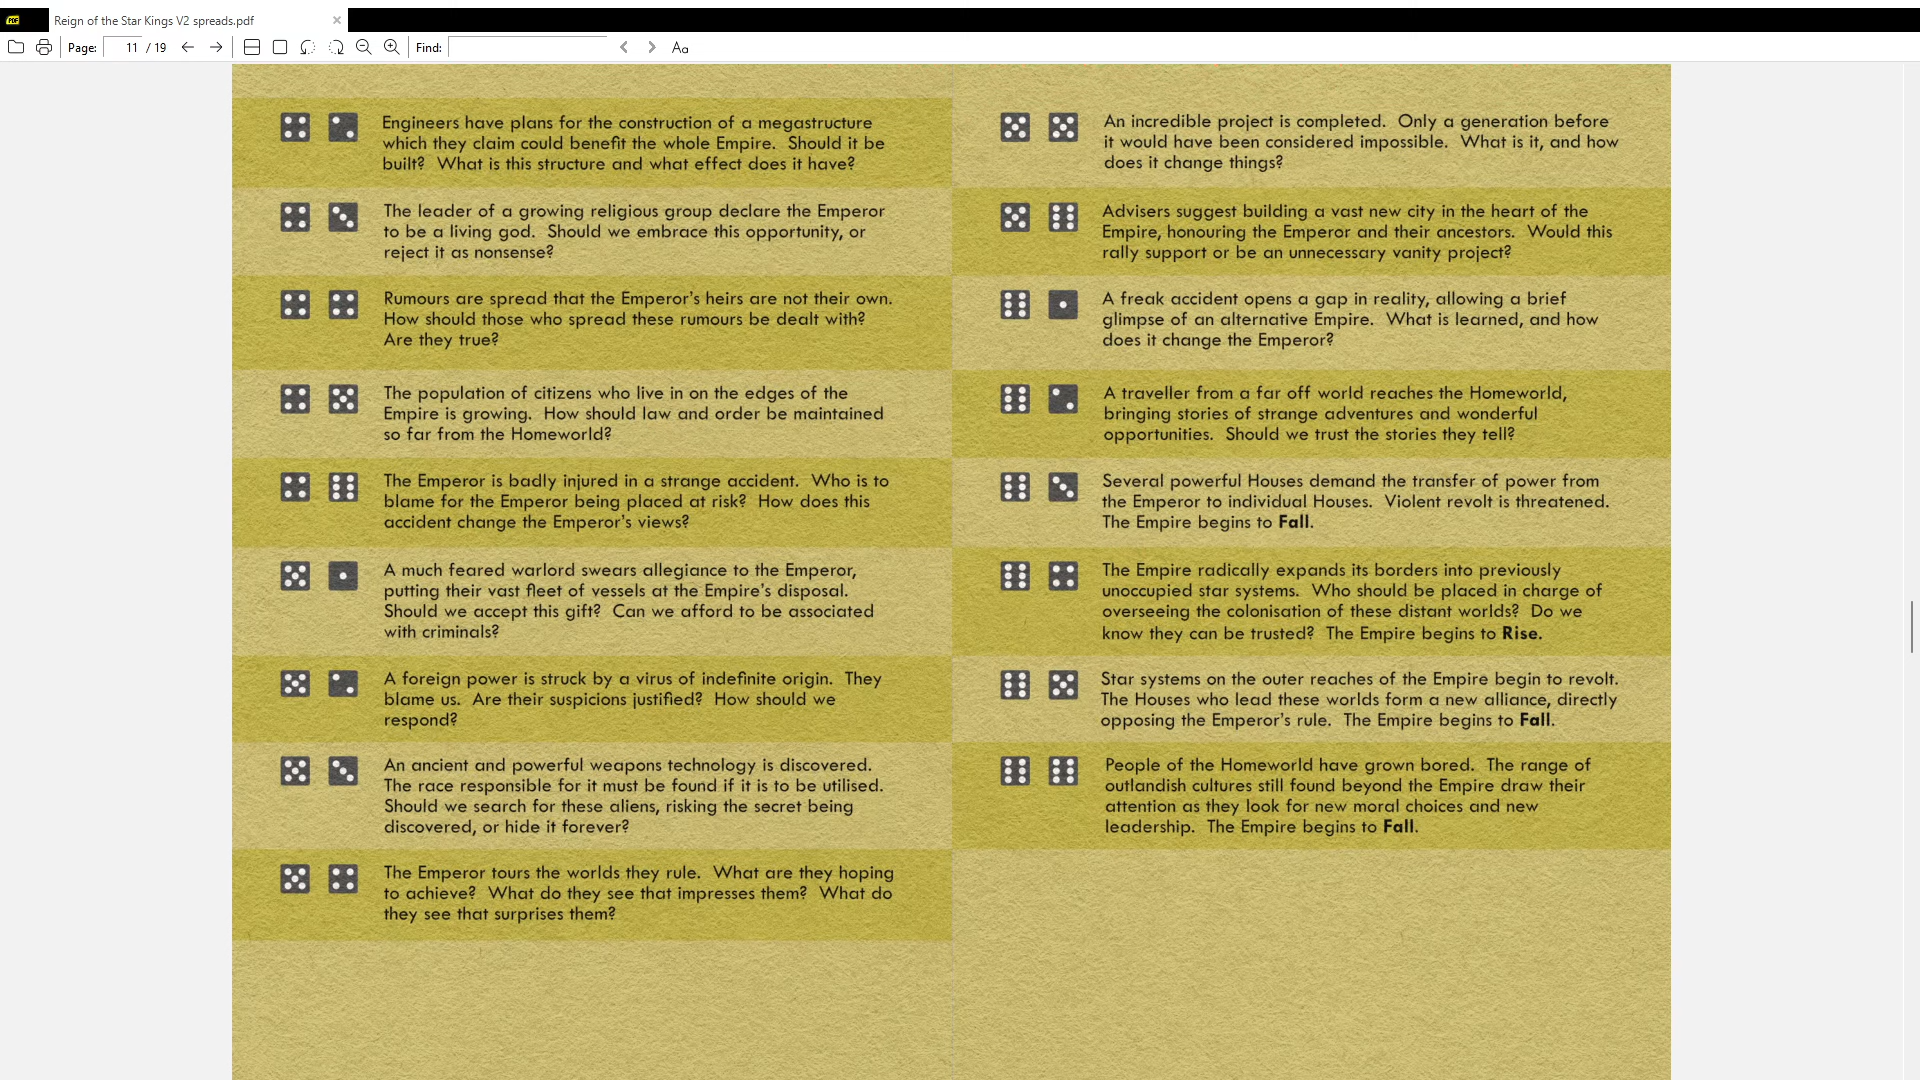 Reign of the Star Kings V2 spreads.pdf
Page: 11 / 19
Find:
Aa
Engineers have plans for the construction of a megastructure
which they claim could benefit the whole Empire.  Should it be
built?  What is this structure and what effect does it have?
The leader of a growing religious group declare the Emperor
to be a living god.  Should we embrace this opportunity, or
reject it as nonsense?
Rumours are spread that the Emperor's heirs are not their own.
How should those who spread these rumours be dealt with?
Are they true?
The population of citizens who live in on the edges of the
Empire is growing.  How should law and order be maintained
so far from the Homeworld?
The Emperor is badly injured in a strange accident.  Who is to
blame for the Emperor being placed at risk?  How does this
accident change the Emperor's views?
A much feared warlord swears allegiance to the Emperor,
putting their vast fleet of vessels at the Empire's disposal.
Should we accept this gift?  Can we afford to be associated
with criminals?
A foreign power is struck by a virus of indefinite origin.  They
blame us.  Are their suspicions justified?  How should we
respond?
An ancient and powerful weapons technology is discovered.
The race responsible for it must be found if it is to be utilised.
Should we search for these aliens, risking the secret being
discovered, or hide it forever?
The Emperor tours the worlds they rule.  What are they hoping
to achieve?  What do they see that impresses them?  What do
they see that surprises them?
An incredible project is completed.  Only a generation before
it would have been considered impossible.  What is it, and how
does it change things?
Advisers suggest building a vast new city in the heart of the
Empire, honouring the Emperor and their ancestors.  Would this
rally support or be an unnecessary vanity project?
A freak accident opens a gap in reality, allowing a brief
glimpse of an alternative Empire.  What is learned, and how
does it change the Emperor?
A traveller from a far off world reaches the Homeworld,
bringing stories of strange adventures and wonderful
opportunities.  Should we trust the stories they tell?
Several powerful Houses demand the transfer of power from
the Emperor to individual Houses.  Violent revolt is threatened.
The Empire begins to Fall.
The Empire radically expands its borders into previously
unoccupied star systems.  Who should be placed in charge of
overseeing the colonisation of these distant worlds?  Do we
know they can be trusted?  The Empire begins to Rise.
Star systems on the outer reaches of the Empire begin to revolt.
The Houses who lead these worlds form a new alliance, directly
opposing the Emperor's rule.  The Empire begins to Fall.
People of the Homeworld have grown bored.  The range of
outlandish cultures still found beyond the Empire draw their
attention as they look for new moral choices and new
leadership.  The Empire begins to Fall.